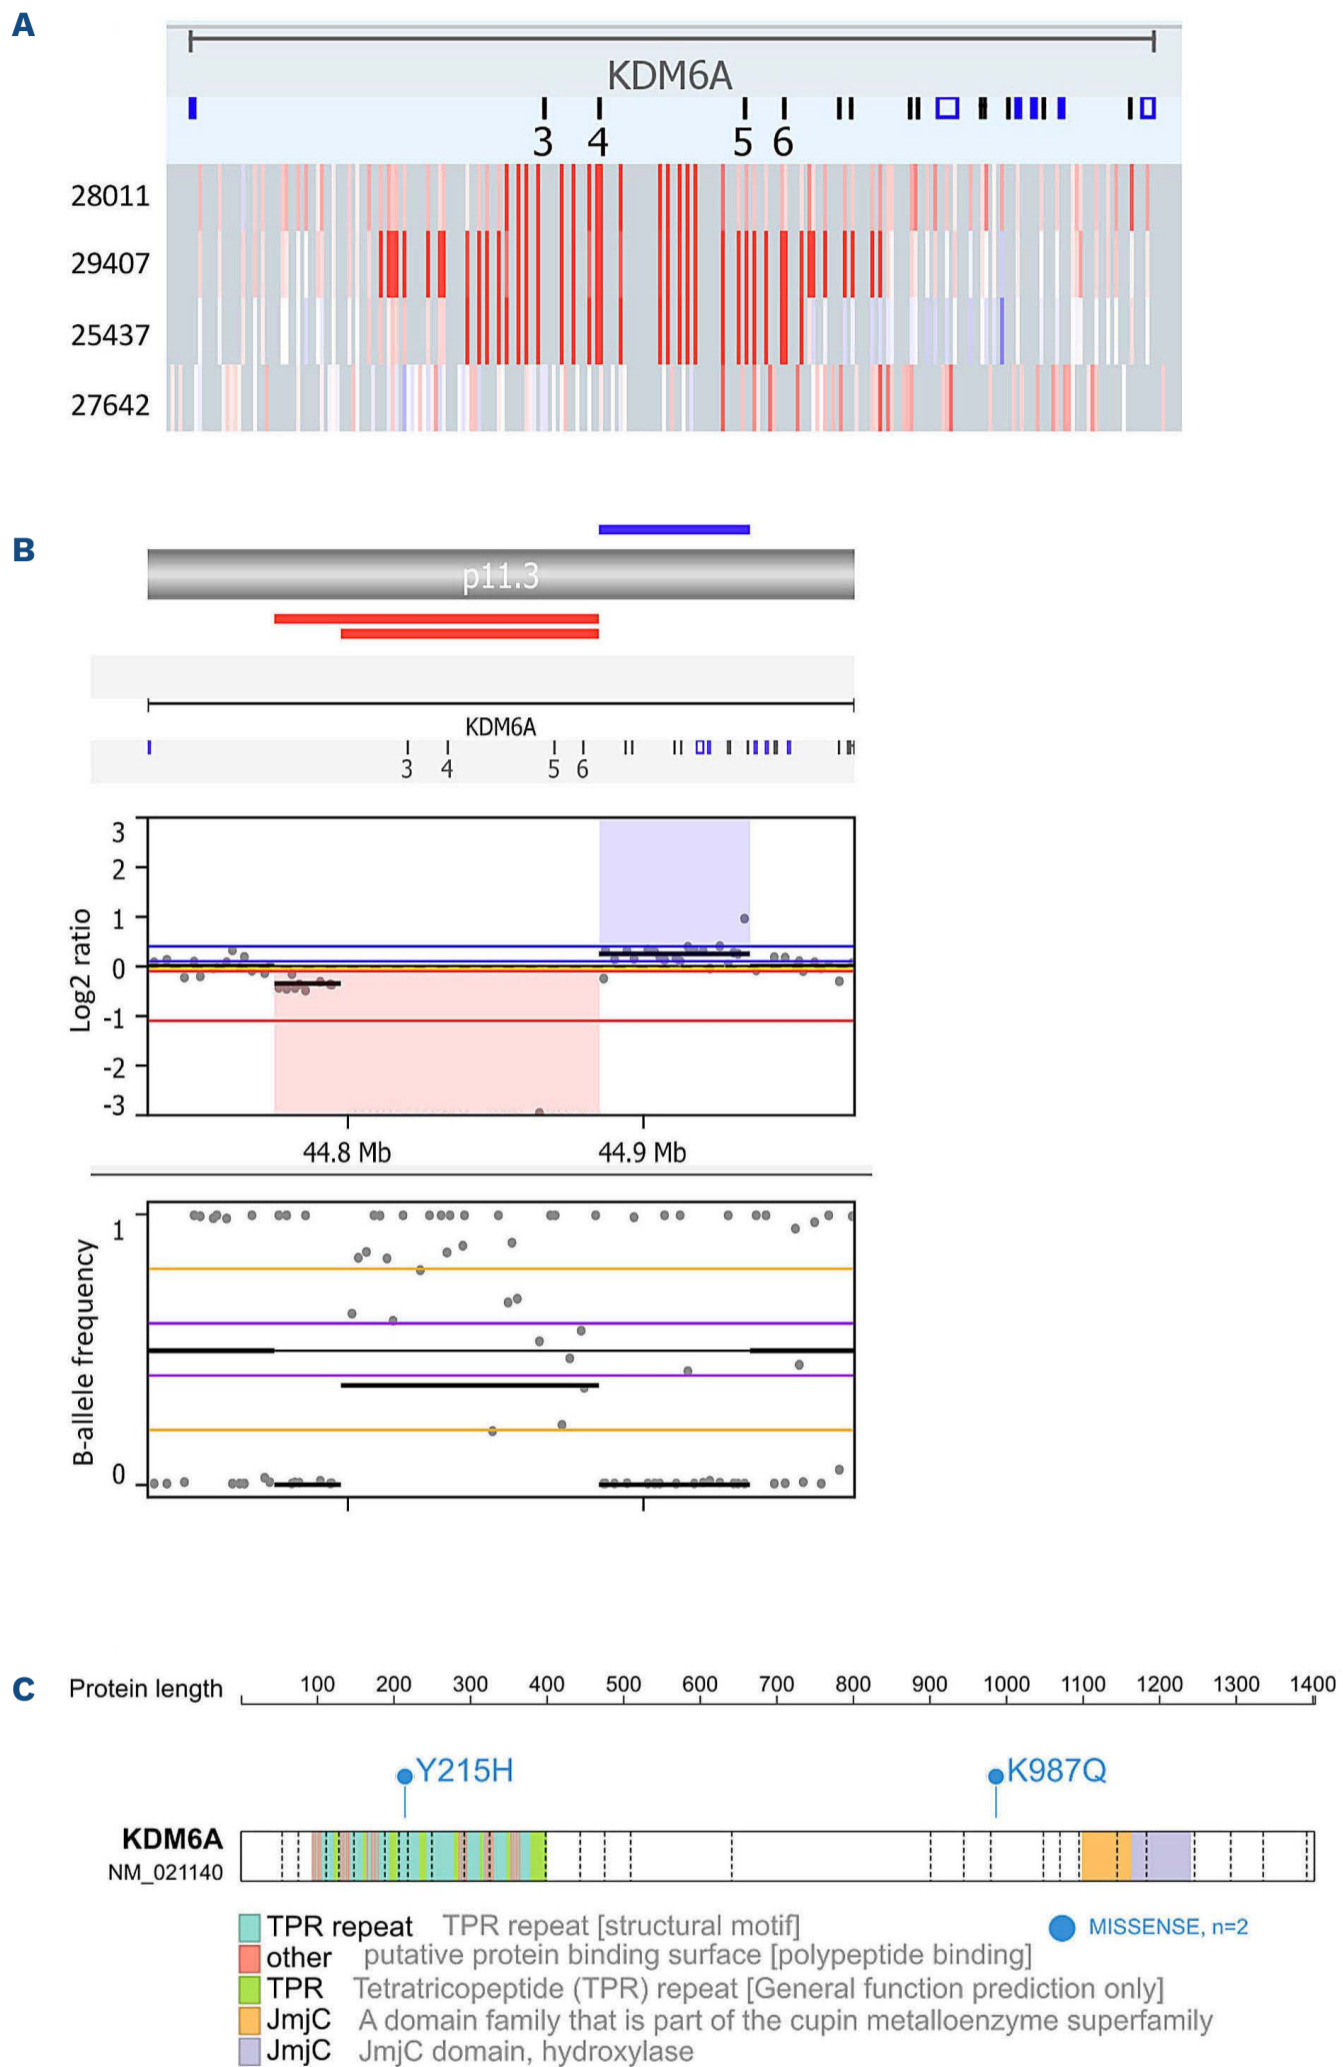 A
KDM6A
3 4 5 6
28011
29407
25437
27642
B
p11.3
KDM6A
3 4 5 6
Log2 ratio
3
2
1
0
-1
-2
-3
44.8 Mb 44.9 Mb
B-allele frequency
1
0
C
Protein length 100 200 300 400 500 600 700 800 900 1000 1100 1200 1300 1400
Y215H K987Q
KDM6A
NM_021140
TPR repeat TPR repeat [structural motif] MISSENSE, n=2
other putative protein binding surface [polypeptide binding]
TPR Tetratricopeptide (TPR) repeat [General function prediction only]
JmjC A domain family that is part of the cupin metalloenzyme superfamily
JmjC JmjC domain, hydroxylase